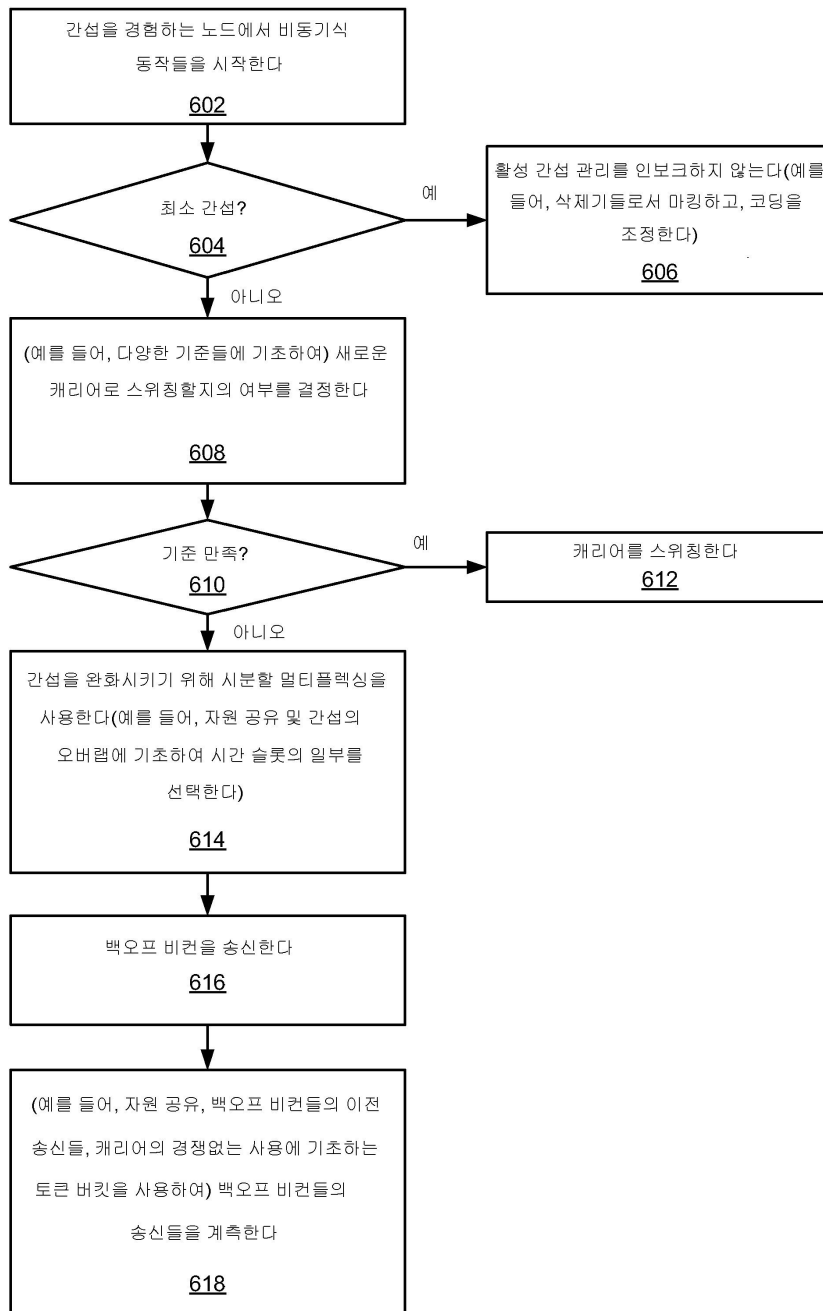 간섭을 경험하는 노드에서 비동기식
동작들을 시작한다
602
최소 간섭?
604
예
활성 간섭 관리를 인보크하지 않는다(예를
들어, 삭제기들로서 마킹하고, 코딩을
조정한다)
606
아니오
(예를 들어, 다양한 기준들에 기초하여) 새로운
캐리어로 스위칭할지의 여부를 결정한다
608
기준 만족?
610
예
캐리어를 스위칭한다
612
아니오
간섭을 완화시키기 위해 시분할 멀티플렉싱을
사용한다(예를 들어, 자원 공유 및 간섭의
오버랩에 기초하여 시간 슬롯의 일부를
선택한다)
614
백오프 비컨을 송신한다
616
(예를 들어, 자원 공유, 백오프 비컨들의 이전
송신들, 캐리어의 경쟁없는 사용에 기초하는
토큰 버킷을 사용하여) 백오프 비컨들의
송신들을 계측한다
618